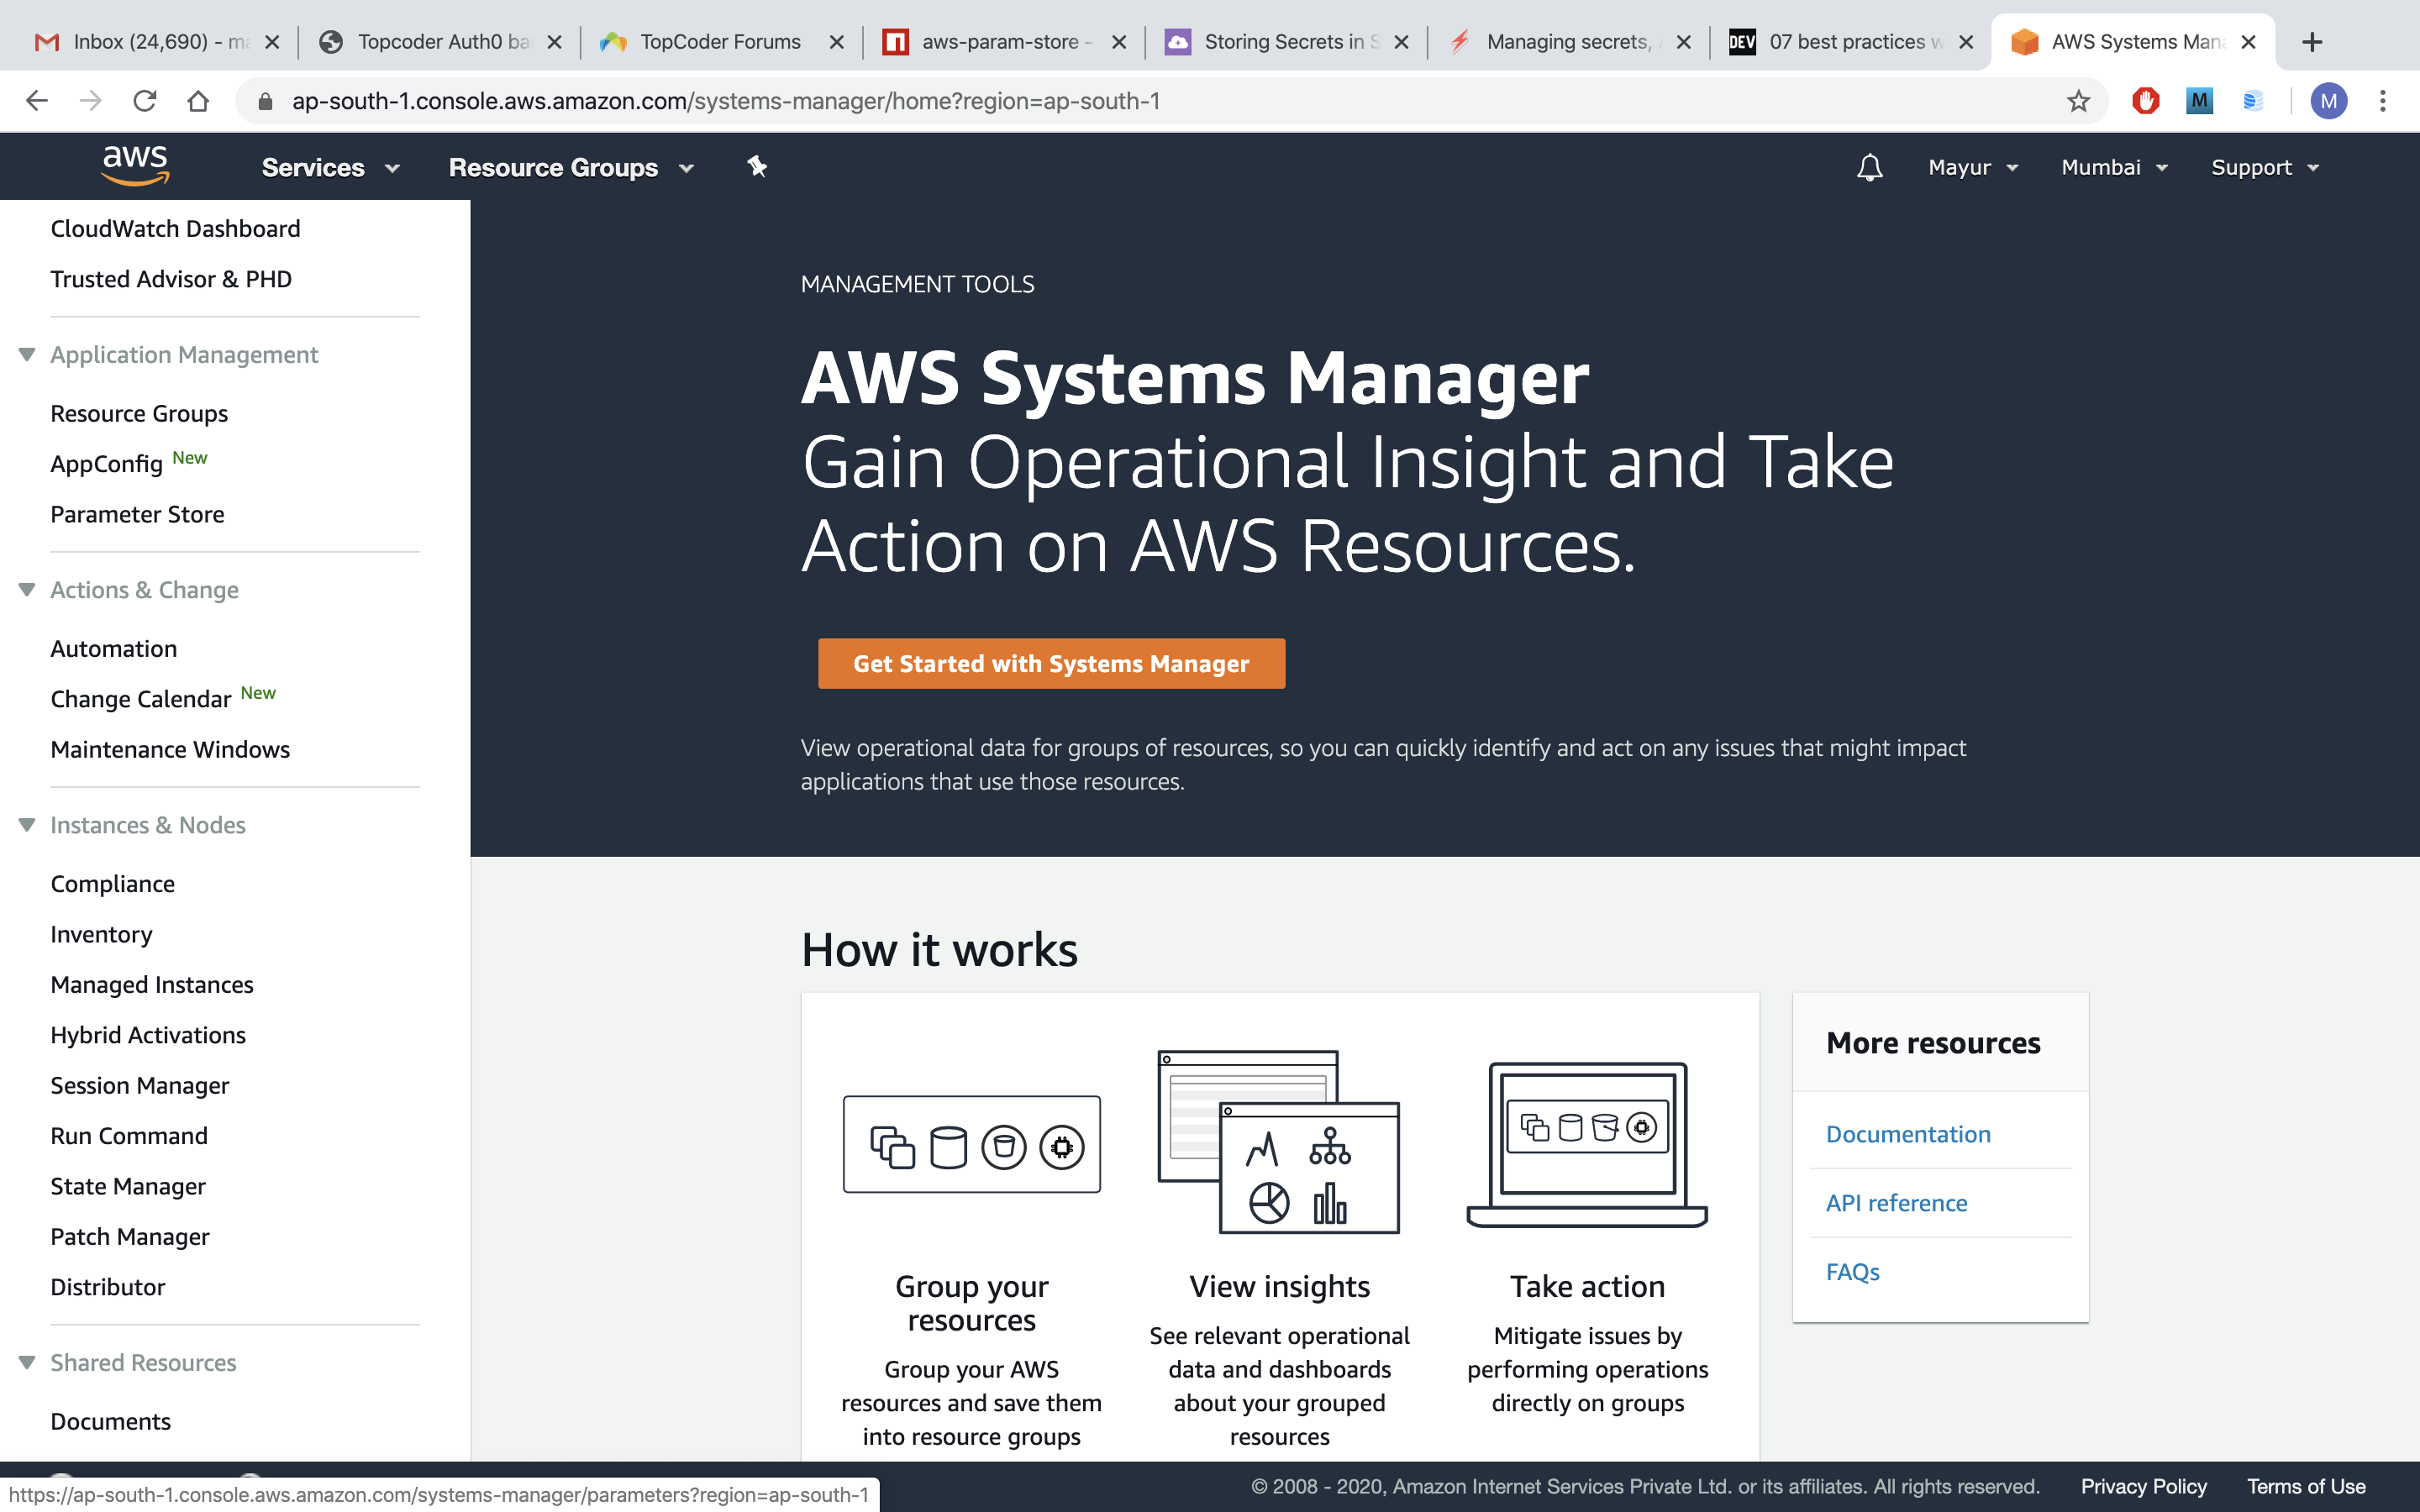 Inbox (24,690) - ma
Topcoder Auth0 ba
TopCoder Forums
aws-param-store -
Storing Secrets in S
Managing secrets,
DEV
07 best practices w
AWS Systems Mana
ap-south-1.console.aws.amazon.com/systems-manager/home?region=ap-south-1
M
M
aws
Services
Resource Groups
Mayur
Mumbai
Support
CloudWatch Dashboard
Trusted Advisor & PHD
Application Management
Resource Groups
AppConfig New
Parameter Store
Actions & Change
Automation
Change Calendar New
Maintenance Windows
Instances & Nodes
Compliance
Inventory
Managed Instances
Hybrid Activations
Session Manager
Run Command
State Manager
Patch Manager
Distributor
Shared Resources
Documents
MANAGEMENT TOOLS
AWS Systems Manager
Gain Operational Insight and Take
Action on AWS Resources.
Get Started with Systems Manager
View operational data for groups of resources, so you can quickly identify and act on any issues that might impact
applications that use those resources.
How it works
Group your
resources
Group your AWS
resources and save them
into resource groups
View insights
See relevant operational
data and dashboards
about your grouped
resources
Take action
Mitigate issues by
performing operations
directly on groups
More resources
Documentation
API reference
FAQs
https://ap-south-1.console.aws.amazon.com/systems-manager/parameters?region=ap-south-1
© 2008 - 2020, Amazon Internet Services Private Ltd. or its affiliates. All rights reserved.
Privacy Policy
Terms of Use